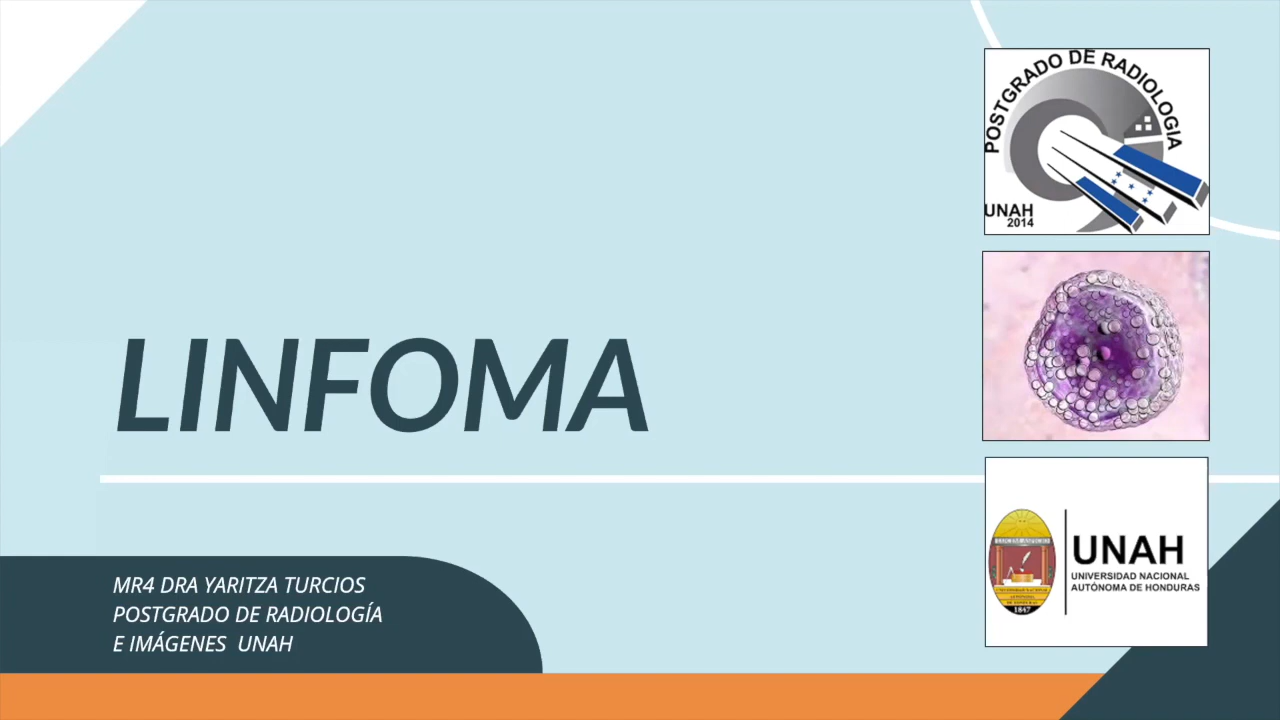 POSTGRADO DE RADIOLOGIA
UNAH
2014
LINFOMA
UNAH
UNIVERSIDAD NACIONAL
AUTÓNOMA DE HONDURAS
1847
MR4 DRA YARITZA TURCIOS
POSTGRADO DE RADIOLOGÍA
E IMÁGENES UNAH